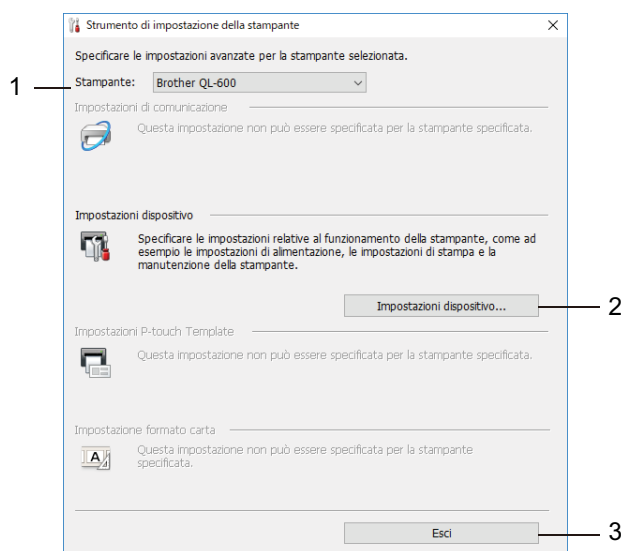 Strumento di impostazione della stampante
Specificare le impostazioni avanzate per la stampante selezionata.
1
Stampante: Brother QL-600
Impostazioni di comunicazione
Questa impostazione non può essere specificata per la stampante specificata.
Impostazioni dispositivo
Specificare le impostazioni relative al funzionamento della stampante, come ad
esempio le impostazioni di alimentazione, le impostazioni di stampa e la
manutenzione della stampante.
Impostazioni dispositivo...
2
Impostazioni P-touch Template
Questa impostazione non può essere specificata per la stampante specificata.
Impostazione formato carta
A
Questa impostazione non può essere specificata per la stampante
specificata.
Esci
3